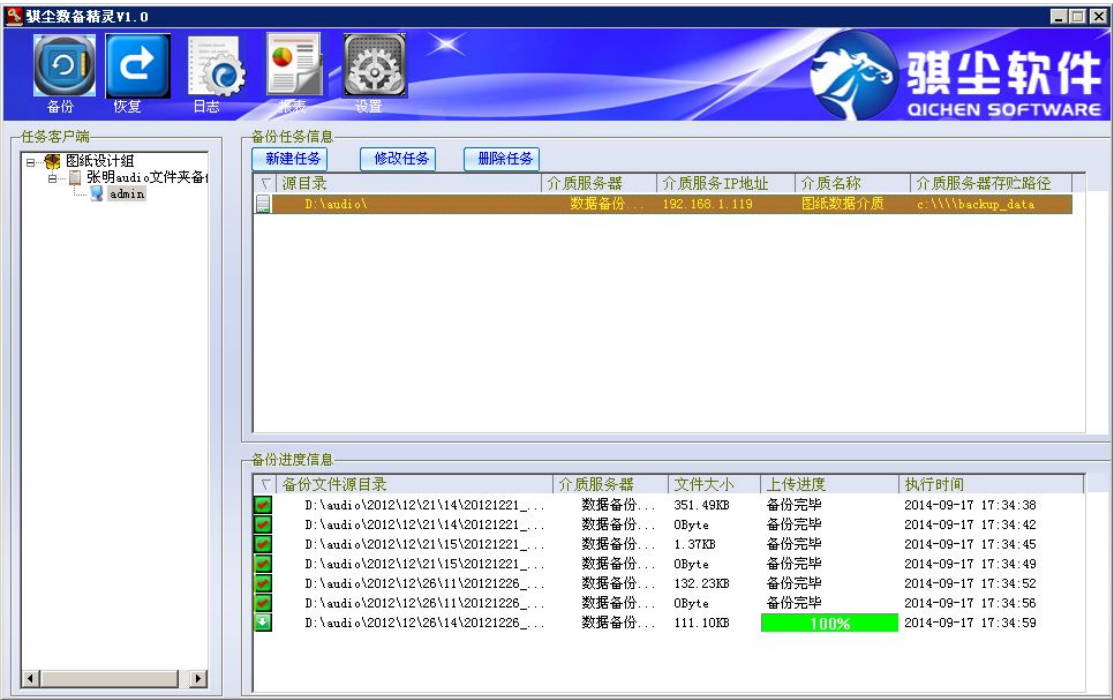 骐尘数备精灵V1.0
备份 恢复 日志 报表 设置
骐尘软件
QICHEN SOFTWARE
任务客户端
图纸设计组
张明audio文件夹备
admin
备份任务信息
新建任务 修改任务 删除任务
源目录 介质服务器 介质服务IP地址 介质名称 介质服务器存贮路径
D:\audio\ 数据备份... 192.168.1.119 图纸数据介质 c:\\\\backup_data
备份进度信息
备份文件源目录 介质服务器 文件大小 上传进度 执行时间
D:\audio\2012\12\21\14\20121221_... 数据备份... 351.49KB 备份完毕 2014-09-17 17:34:38
D:\audio\2012\12\21\14\20121221_... 数据备份... 0Byte 备份完毕 2014-09-17 17:34:42
D:\audio\2012\12\21\15\20121221_... 数据备份... 1.37KB 备份完毕 2014-09-17 17:34:45
D:\audio\2012\12\21\15\20121221_... 数据备份... 0Byte 备份完毕 2014-09-17 17:34:49
D:\audio\2012\12\26\11\20121226_... 数据备份... 132.23KB 备份完毕 2014-09-17 17:34:52
D:\audio\2012\12\26\11\20121226_... 数据备份... 0Byte 备份完毕 2014-09-17 17:34:56
D:\audio\2012\12\26\14\20121226_... 数据备份... 111.10KB 100% 2014-09-17 17:34:59